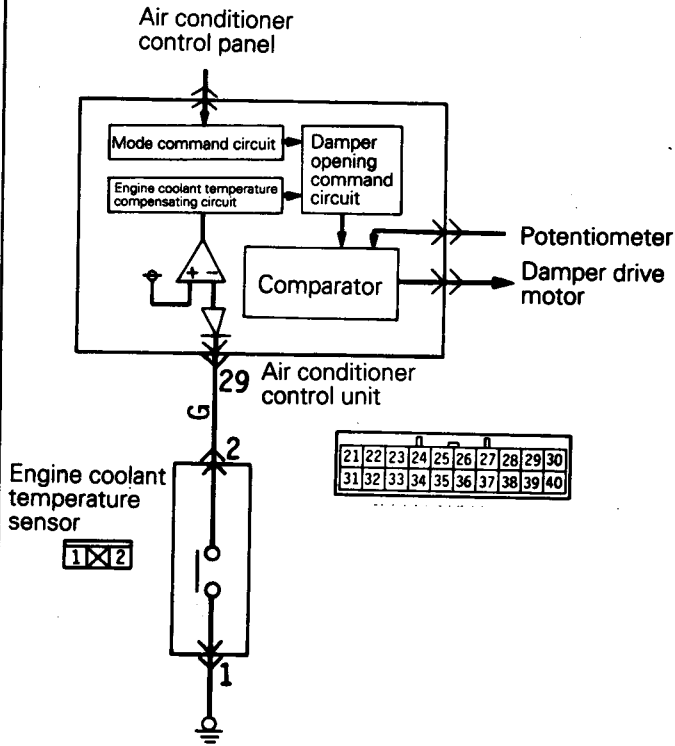 Air conditioner
control panel
Mode command circuit
Damper
opening
command
circuit
Engine coolant temperature
compensating circuit
Potentiometer
+ -
Comparator
Damper drive
motor
29
Air conditioner
control unit
G
2
21 22 23 24 25 26 27 28 29 30
31 32 33 34 35 36 37 38 39 40
Engine coolant
temperature
sensor
1 2
1